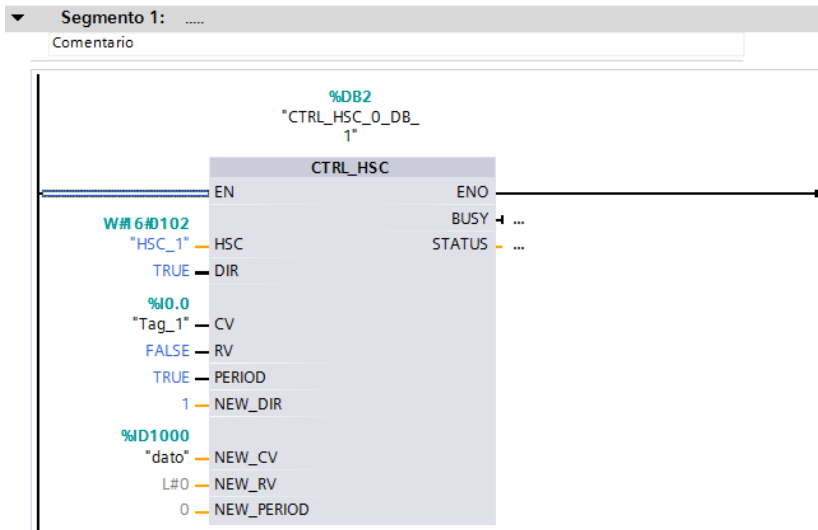 Segmento 1: .....
Comentario
%DB2
"CTRL_HSC_0_DB_
1"
CTRL_HSC
EN ENO
BUSY ...
W#16#0102
"HSC_1" HSC STATUS ...
TRUE DIR
%I0.0
"Tag_1" CV
FALSE RV
TRUE PERIOD
1 NEW_DIR
%ID1000
"dato" NEW_CV
L#0 NEW_RV
0 NEW_PERIOD